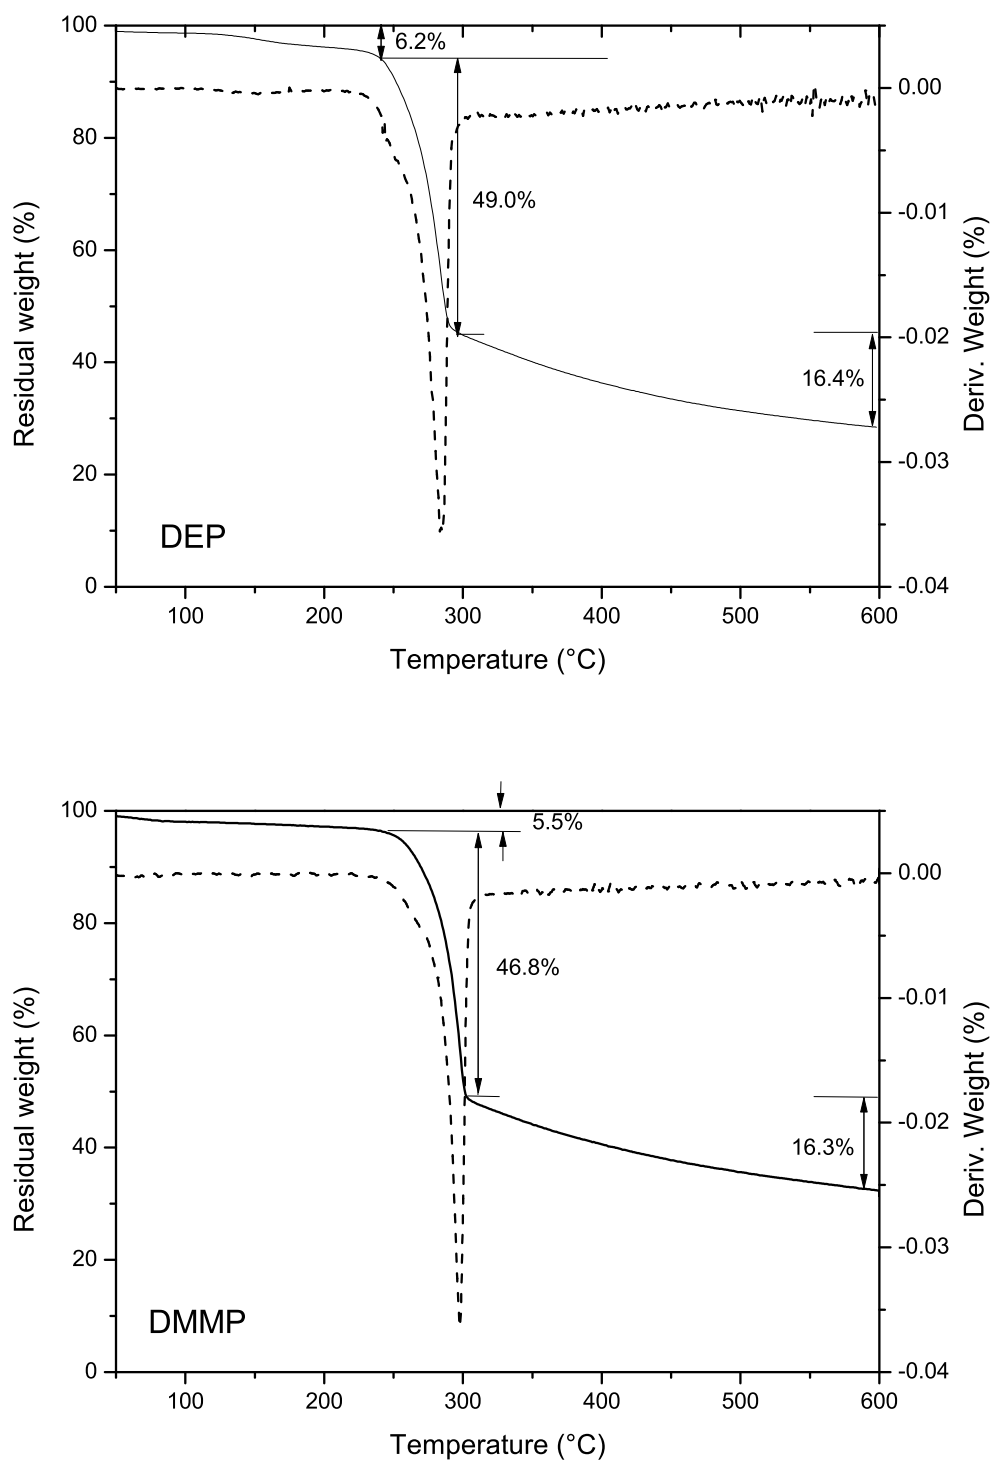 100
80
60
40
20
0
Residual weight (%)
6.2%
49.0%
16.4%
DEP
0.00
-0.01
-0.02
-0.03
-0.04
Deriv. Weight (%)
100 200 300 400 500 600
Temperature (°C)
100
80
60
40
20
0
Residual weight (%)
5.5%
46.8%
16.3%
DMMP
0.00
-0.01
-0.02
-0.03
-0.04
Deriv. Weight (%)
100 200 300 400 500 600
Temperature (°C)